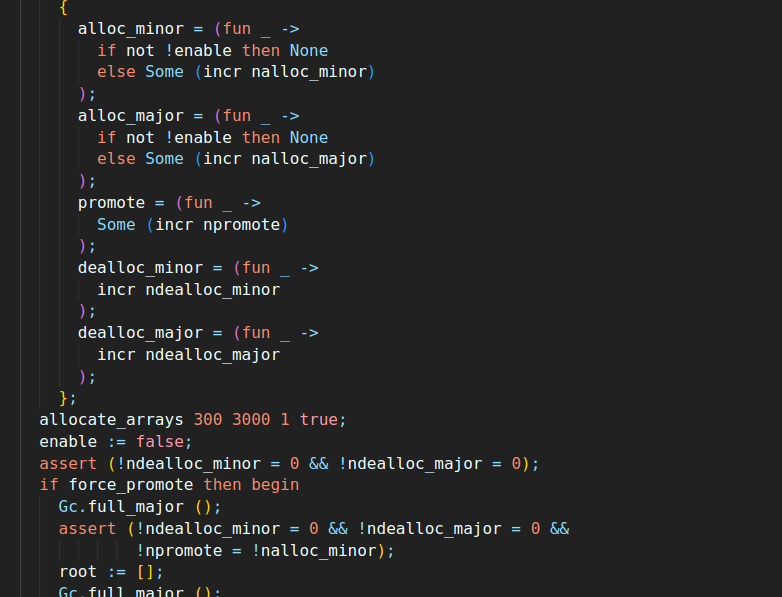 {
alloc_minor = (fun _ ->
if not !enable then None
else Some (incr nalloc_minor)
);
alloc_major = (fun _ ->
if not !enable then None
else Some (incr nalloc_major)
);
promote = (fun _ ->
Some (incr npromote)
);
dealloc_minor = (fun _ ->
incr ndealloc_minor
);
dealloc_major = (fun _ ->
incr ndealloc_major
);
};
allocate_arrays 300 3000 1 true;
enable := false;
assert (!ndealloc_minor = 0 && !ndealloc_major = 0);
if force_promote then begin
Gc.full_major ();
assert (!ndealloc_minor = 0 && !ndealloc_major = 0 &&
!npromote = !nalloc_minor);
root := [];
Gc.full_major ();